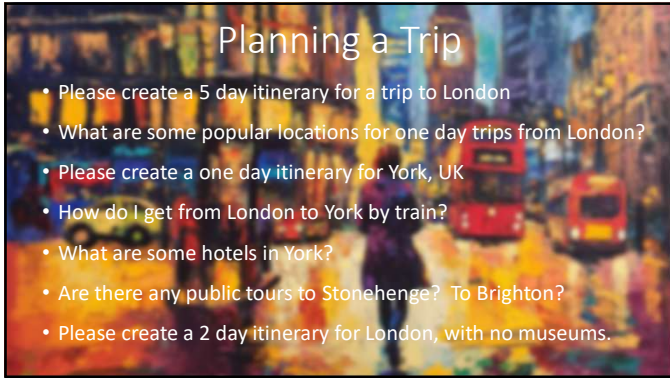 Planning a Trip
• Please create a 5 day itinerary for a trip to London
• What are some popular locations for one day trips from London?
• Please create a one day itinerary for York, UK
• How do I get from London to York by train?
• What are some hotels in York?
• Are there any public tours to Stonehenge?  To Brighton?
• Please create a 2 day itinerary for London, with no museums.